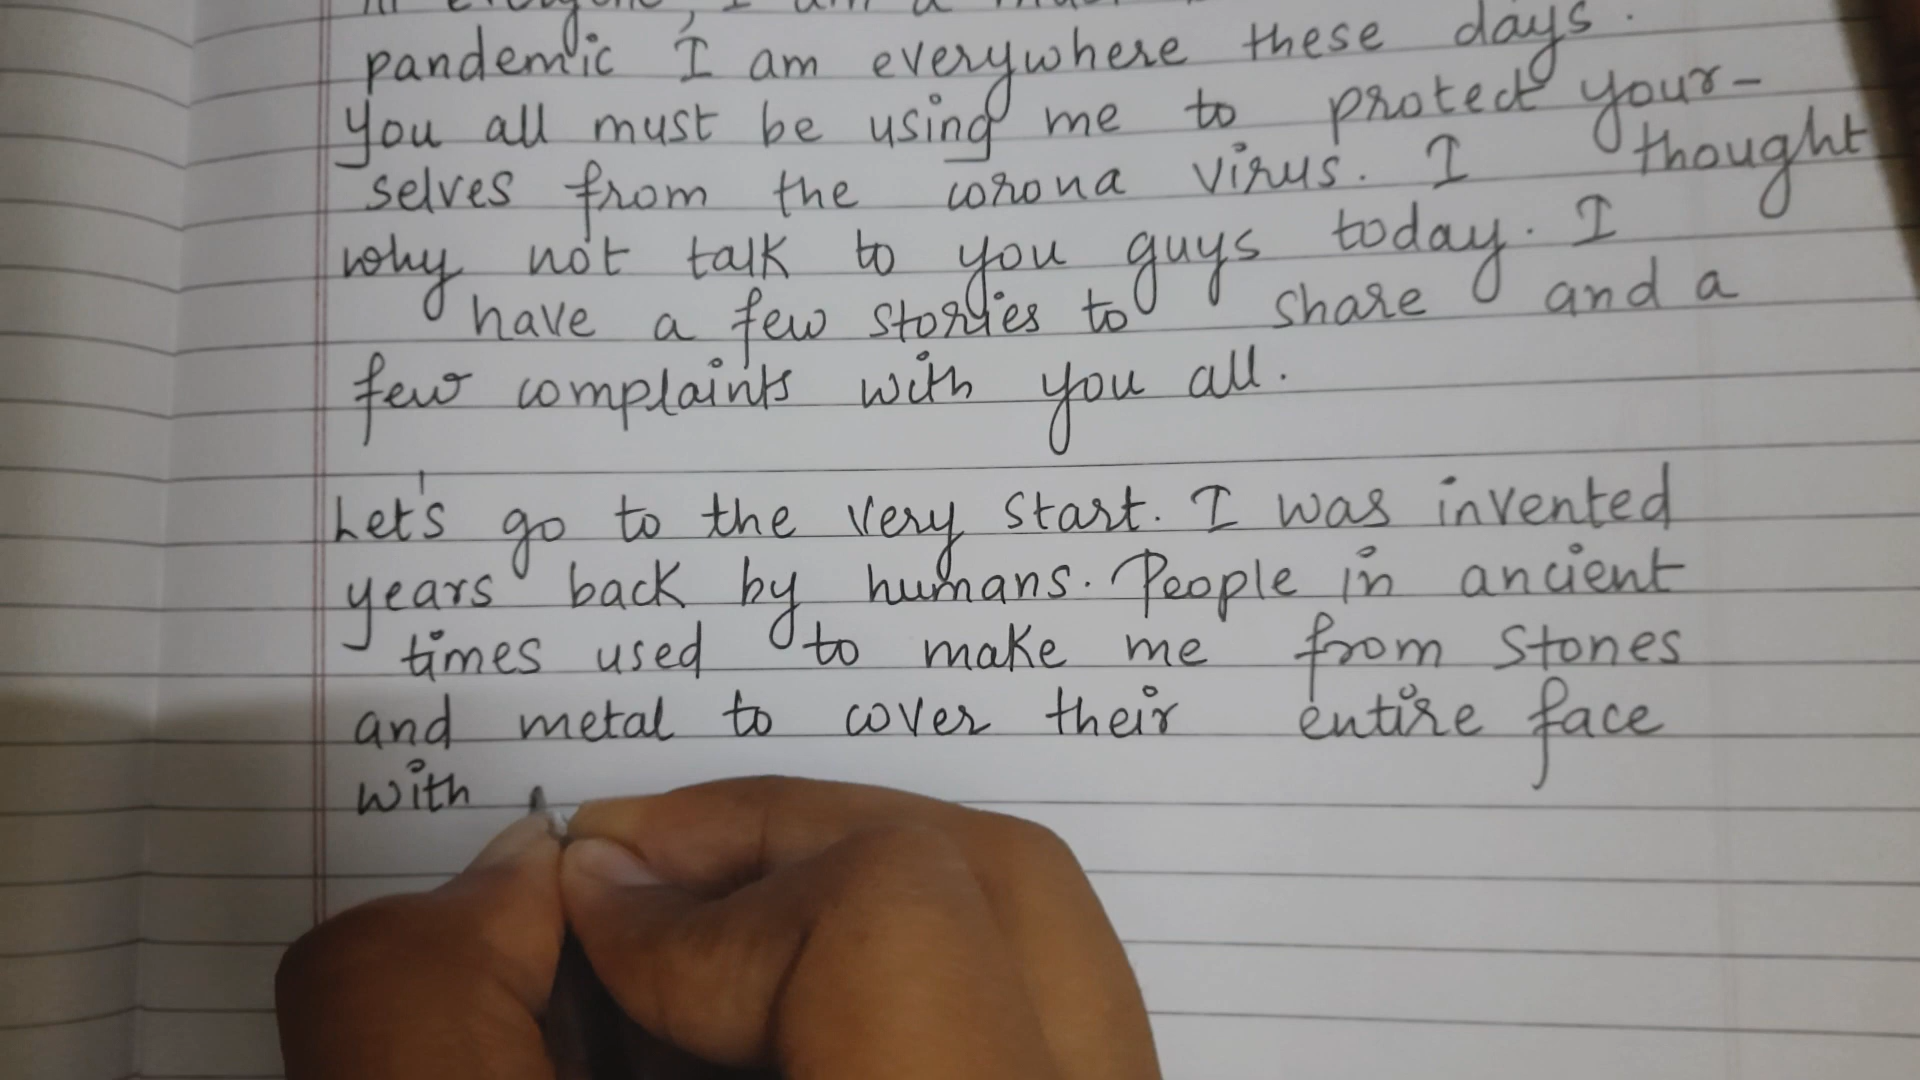 everyone, I am a
pandemic I am everywhere these days.
You all must be using me to protect your-
selves from the corona virus. I thought
why not talk to you guys today. I
have a few stories to share and a
few complaints with you all.
Let's go to the very start. I was invented
years back by humans. People in ancient
times used to make me from stones
and metal to cover their entire face
with